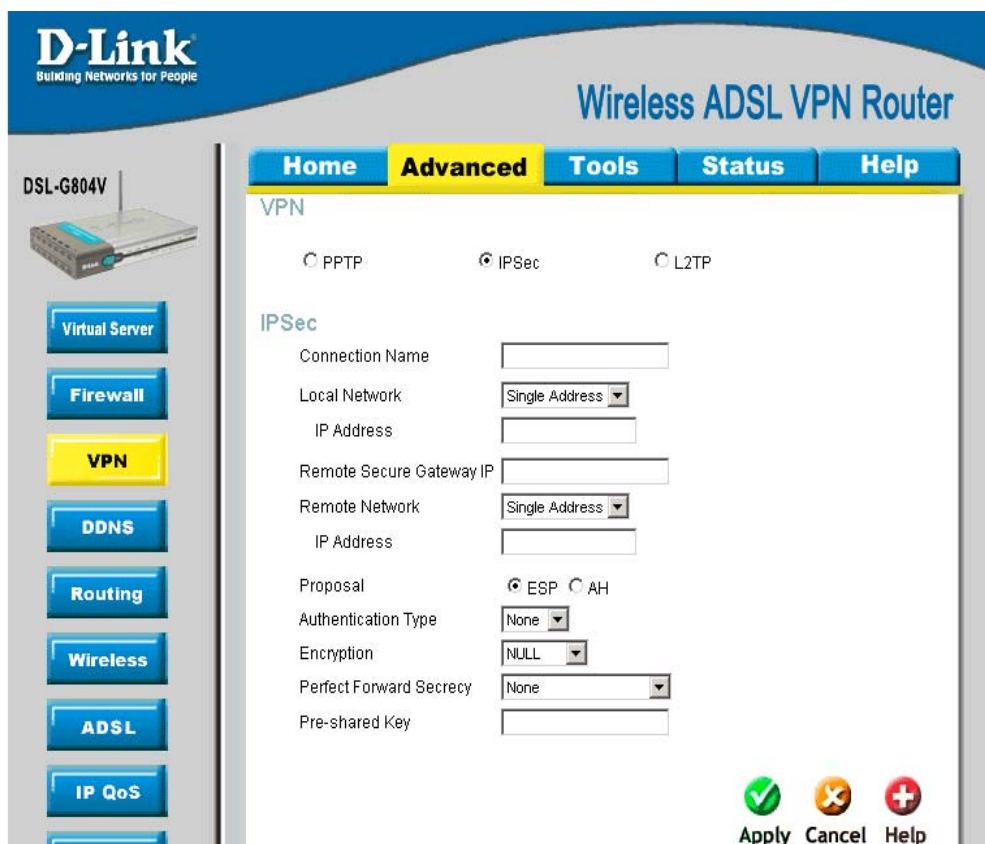 D-Link
Building Networks for People
Wireless ADSL VPN Router
DSL-G804V
Home Advanced Tools Status Help
Virtual Server
Firewall
VPN
DDNS
Routing
Wireless
ADSL
IP QoS
VPN
PPTP IPSec L2TP
IPSec
Connection Name
Local Network Single Address
IP Address
Remote Secure Gateway IP
Remote Network Single Address
IP Address
Proposal ESP AH
Authentication Type None
Encryption NULL
Perfect Forward Secrecy None
Pre-shared Key
Apply Cancel Help